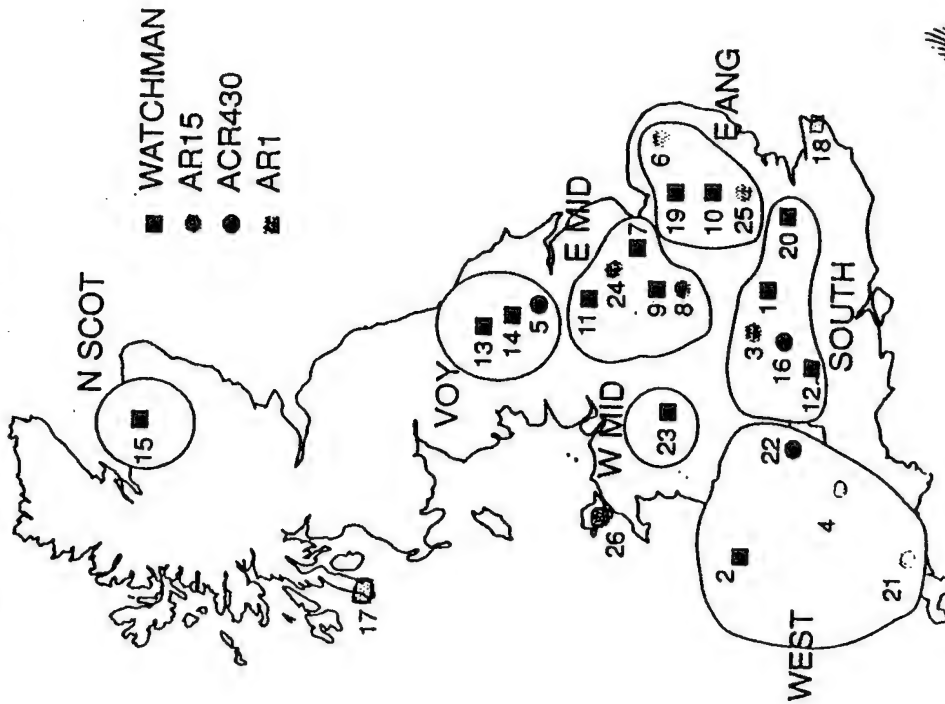 N SCOT
WATCHMAN
AR15
ACR430
AR1
15
17
VOY
13
14
5
E MID
11
24
7
9
8
W MID
23
26
6
19
10
25
E ANG
18
20
1
3
16
12
SOUTH
2
22
4
21
WEST